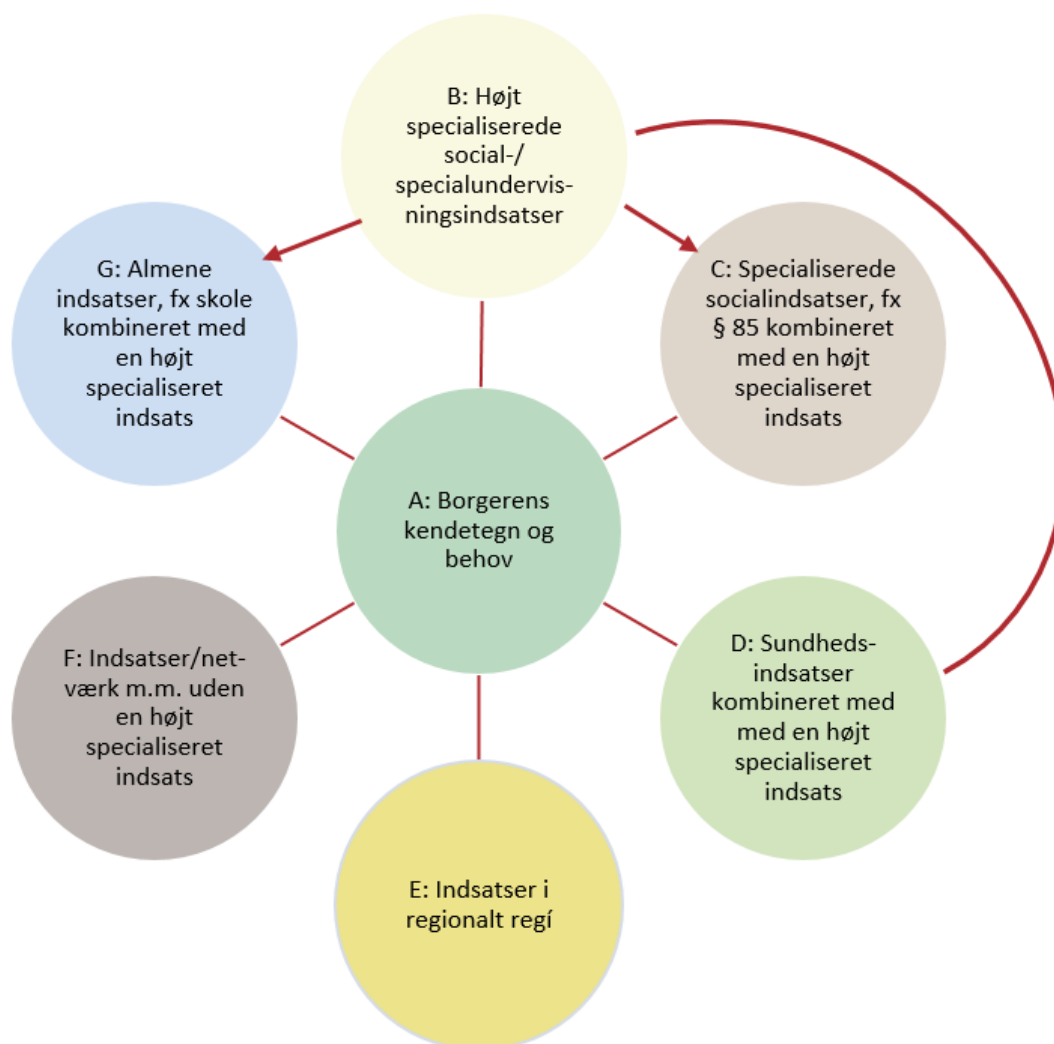 B: Højt
specialiserede
social-/
specialundervis-
ningsindsatser
G: Almene
indsatser, fx skole
kombineret med
en højt
specialiseret
indsats
C: Specialiserede
socialindsatser, fx
§ 85 kombineret
med en højt
specialiseret
indsats
A: Borgerens
kendetegn og
behov
F: Indsatser/net-
værk m.m. uden
en højt
specialiseret
indsats
D: Sundheds-
indsatser
kombineret med
med en højt
specialiseret
indsats
E: Indsatser i
regionalt regí